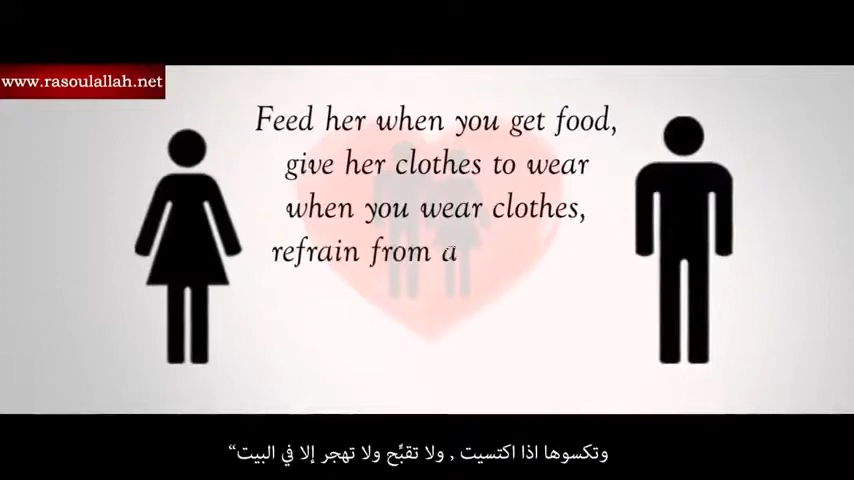 www.rasoulallah.net
Feed her when you get food,
give her clothes to wear
when you wear clothes,
refrain from a
وتكسوها اذا اكتسيت , ولا تقبِّح ولا تهجر إلا في البيت“